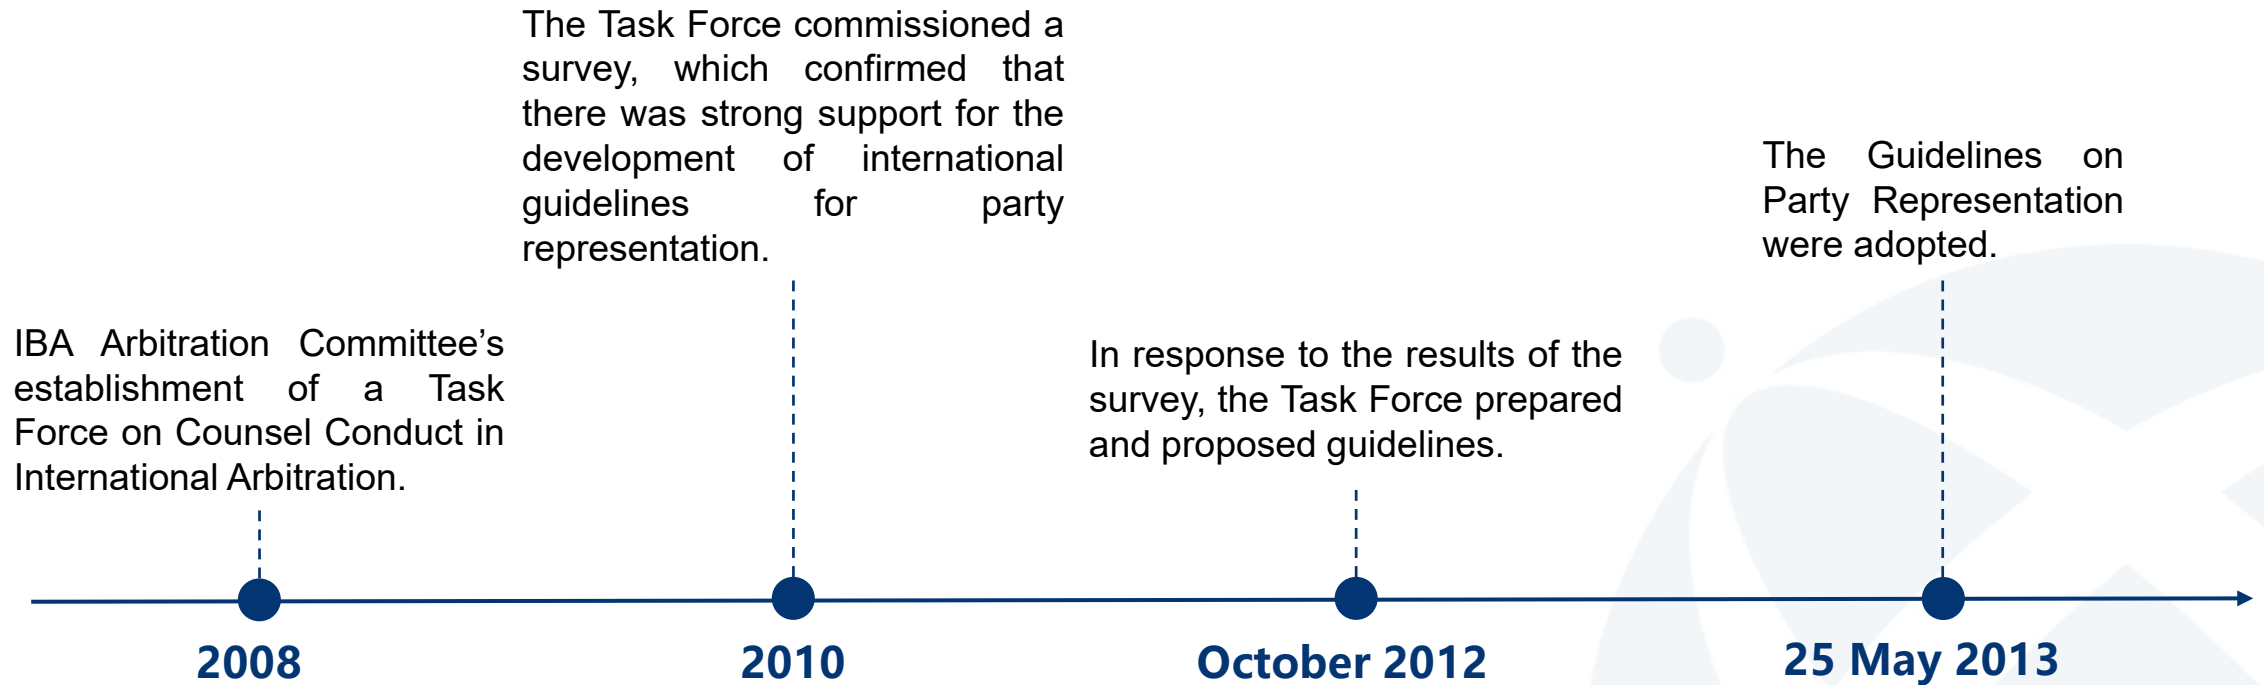 The Task Force commissioned a
survey, which confirmed that
there was strong support for the
development of international
guidelines for party
representation.
The Guidelines on
Party Representation
were adopted.
IBA Arbitration Committee’s
establishment of a Task
Force on Counsel Conduct in
International Arbitration.
In response to the results of the
survey, the Task Force prepared
and proposed guidelines.
2008
2010
October 2012
25 May 2013